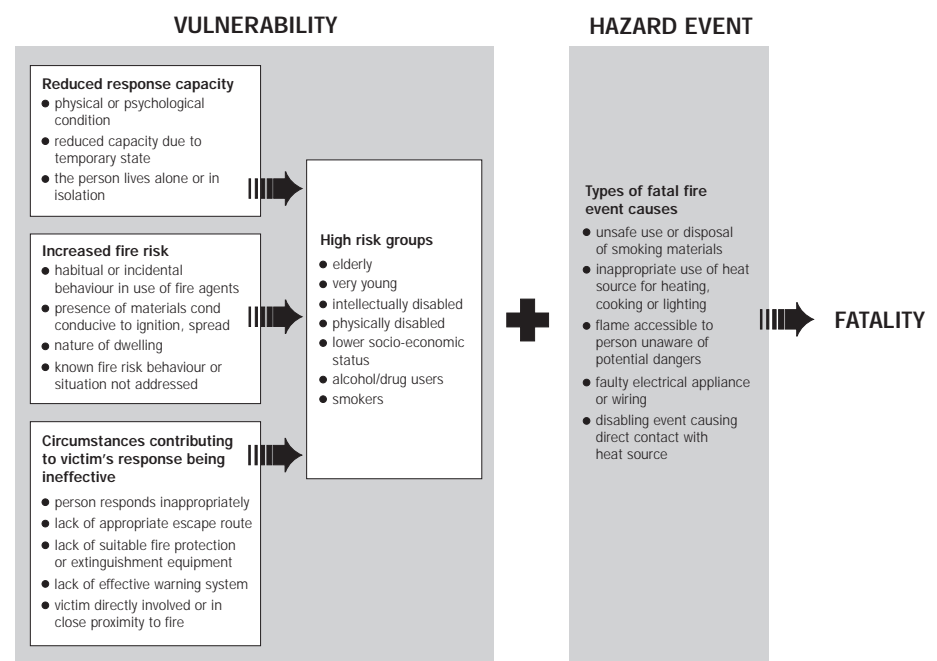 VULNERABILITY
Reduced response capacity
● physical or psychological
condition
● reduced capacity due to
temporary state
● the person lives alone or in
isolation
Increased fire risk
● habitual or incidental
behaviour in use of fire agents
● presence of materials cond
conducive to ignition, spread
● nature of dwelling
● known fire risk behaviour or
situation not addressed
Circumstances contributing
to victim's response being
ineffective
● person responds inappropriately
● lack of appropriate escape route
● lack of suitable fire protection
or extinguishment equipment
● lack of effective warning system
● victim directly involved or in
close proximity to fire
High risk groups
● elderly
● very young
● intellectually disabled
● physically disabled
● lower socio-economic
status
● alcohol/drug users
● smokers
HAZARD EVENT
Types of fatal fire
event causes
● unsafe use or disposal
of smoking materials
● inappropriate use of heat
source for heating,
cooking or lighting
● flame accessible to
person unaware of
potential dangers
● faulty electrical appliance
or wiring
● disabling event causing
direct contact with
heat source
FATALITY